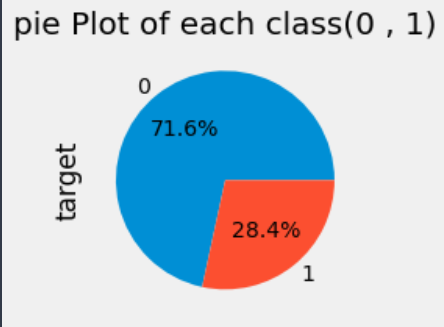 pie Plot of each class(0 , 1)
0
71.6%
target
28.4%
1